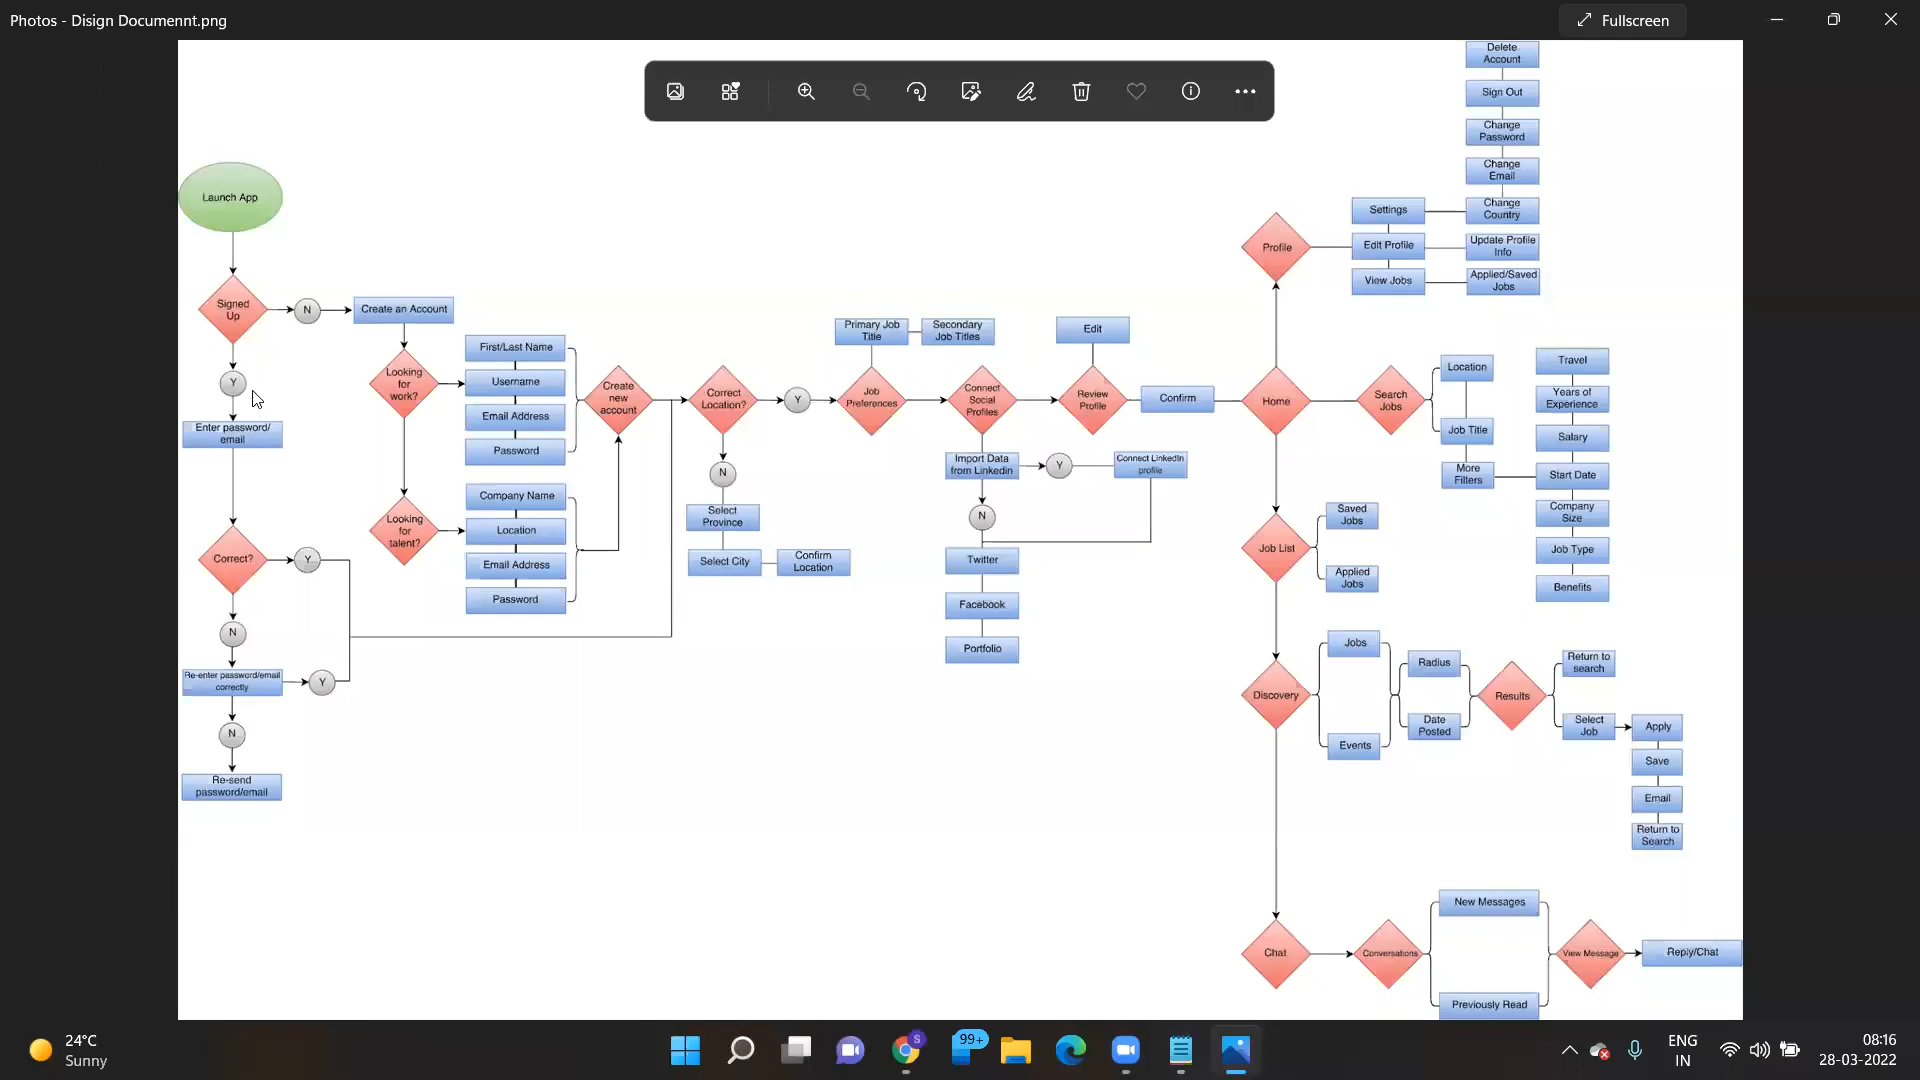 Photos - Disign Documennt.png
Fullscreen
Delete
Account
Sign Out
Change
Password
Change
Email
Change
Country
Settings
Edit Profile
Update Profile
Info
View Jobs
Applied/Saved
Jobs
Profile
Launch App
Signed
Up
N
Create an Account
Y
Enter password/
email
Correct?
Y
N
Re-enter password/email
correctly
Y
N
Re-send
password/email
Looking
for
work?
First/Last Name
Username
Email Address
Password
Looking
for
talent?
Company Name
Location
Email Address
Password
Create
new
account
Correct
Location?
Y
N
Select
Province
Select City
Confirm
Location
Primary Job
Title
Secondary
Job Titles
Job
Preferences
Connect
Social
Profiles
Import Data
from Linkedin
Y
Connect LinkedIn
profile
N
Twitter
Facebook
Portfolio
Edit
Review
Profile
Confirm
Home
Search
Jobs
Location
Job Title
More
Filters
Travel
Years of
Experience
Salary
Start Date
Company
Size
Job Type
Benefits
Job List
Saved
Jobs
Applied
Jobs
Discovery
Jobs
Events
Radius
Date
Posted
Results
Return to
search
Select
Job
Apply
Save
Email
Return to
Search
Chat
Conversations
New Messages
Previously Read
View Message
Reply/Chat
24°C
Sunny
S
99+
ENG
IN
08:16
28-03-2022